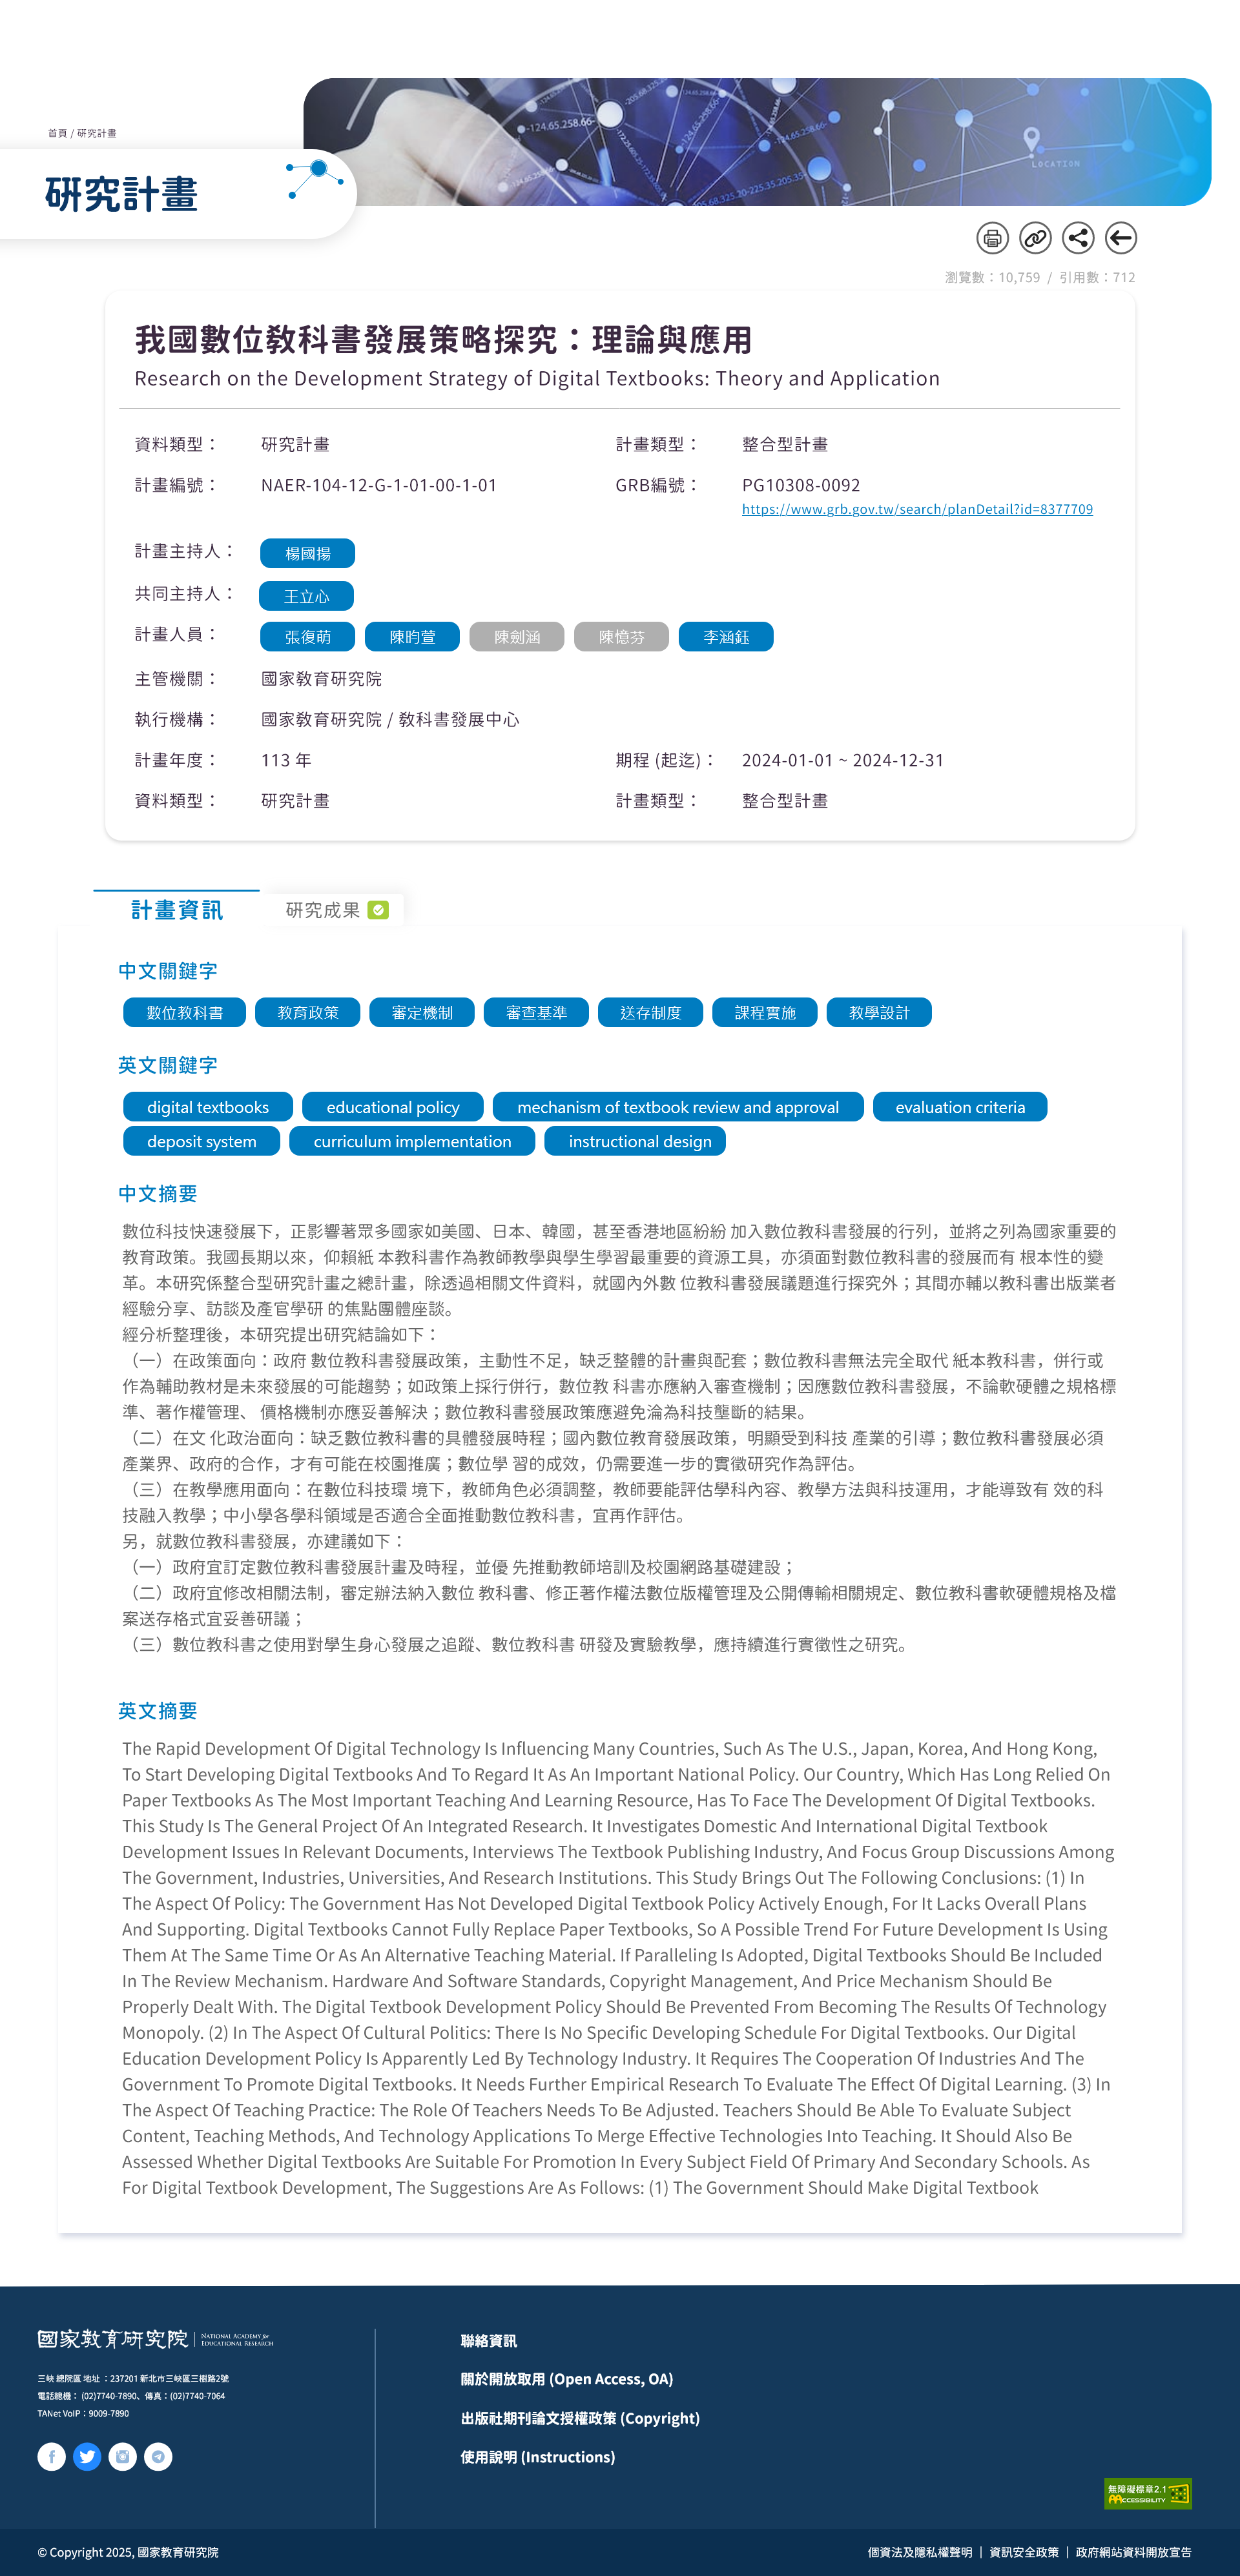 首頁 / 研究計畫
研究計畫
-124.65.258.66-
LOCATION
瀏覽數：10,759 / 引用數：712
我國數位教科書發展策略探究：理論與應用
Research on the Development Strategy of Digital Textbooks: Theory and Application
資料類型： 研究計畫 計畫類型： 整合型計畫
計畫編號： NAER-104-12-G-1-01-00-1-01 GRB編號： PG10308-0092
https://www.grb.gov.tw/search/planDetail?id=8377709
計畫主持人： 楊國揚
共同主持人： 王立心
計畫人員： 張復萌 陳昀萱 陳劍涵 陳憶芬 李涵鈺
主管機關： 國家教育研究院
執行機構： 國家教育研究院 / 教科書發展中心
計畫年度： 113 年 期程 (起迄)： 2024-01-01 ~ 2024-12-31
資料類型： 研究計畫 計畫類型： 整合型計畫
計畫資訊 研究成果
中文關鍵字
數位教科書 教育政策 審定機制 審查基準 送存制度 課程實施 教學設計
英文關鍵字
digital textbooks educational policy mechanism of textbook review and approval evaluation criteria
deposit system curriculum implementation instructional design
中文摘要
數位科技快速發展下，正影響著眾多國家如美國、日本、韓國，甚至香港地區紛紛 加入數位教科書發展的行列，並將之列為國家重要的
教育政策。我國長期以來，仰賴紙 本教科書作為教師教學與學生學習最重要的資源工具，亦須面對數位教科書的發展而有 根本性的變
革。本研究係整合型研究計畫之總計畫，除透過相關文件資料，就國內外數 位教科書發展議題進行探究外；其間亦輔以教科書出版業者
經驗分享、訪談及產官學研 的焦點團體座談。
經分析整理後，本研究提出研究結論如下：
（一）在政策面向：政府 數位教科書發展政策，主動性不足，缺乏整體的計畫與配套；數位教科書無法完全取代 紙本教科書，併行或
作為輔助教材是未來發展的可能趨勢；如政策上採行併行，數位教 科書亦應納入審查機制；因應數位教科書發展，不論軟硬體之規格標
準、著作權管理、 價格機制亦應妥善解決；數位教科書發展政策應避免淪為科技壟斷的結果。
（二）在文 化政治面向：缺乏數位教科書的具體發展時程；國內數位教育發展政策，明顯受到科技 產業的引導；數位教科書發展必須
產業界、政府的合作，才有可能在校園推廣；數位學 習的成效，仍需要進一步的實徵研究作為評估。
（三）在教學應用面向：在數位科技環 境下，教師角色必須調整，教師要能評估學科內容、教學方法與科技運用，才能導致有 效的科
技融入教學；中小學各學科領域是否適合全面推動數位教科書，宜再作評估。
另，就數位教科書發展，亦建議如下：
（一）政府宜訂定數位教科書發展計畫及時程，並優 先推動教師培訓及校園網路基礎建設；
（二）政府宜修改相關法制，審定辦法納入數位 教科書、修正著作權法數位版權管理及公開傳輸相關規定、數位教科書軟硬體規格及檔
案送存格式宜妥善研議；
（三）數位教科書之使用對學生身心發展之追蹤、數位教科書 研發及實驗教學，應持續進行實徵性之研究。
英文摘要
The Rapid Development Of Digital Technology Is Influencing Many Countries, Such As The U.S., Japan, Korea, And Hong Kong,
To Start Developing Digital Textbooks And To Regard It As An Important National Policy. Our Country, Which Has Long Relied On
Paper Textbooks As The Most Important Teaching And Learning Resource, Has To Face The Development Of Digital Textbooks.
This Study Is The General Project Of An Integrated Research. It Investigates Domestic And International Digital Textbook
Development Issues In Relevant Documents, Interviews The Textbook Publishing Industry, And Focus Group Discussions Among
The Government, Industries, Universities, And Research Institutions. This Study Brings Out The Following Conclusions: (1) In
The Aspect Of Policy: The Government Has Not Developed Digital Textbook Policy Actively Enough, For It Lacks Overall Plans
And Supporting. Digital Textbooks Cannot Fully Replace Paper Textbooks, So A Possible Trend For Future Development Is Using
Them At The Same Time Or As An Alternative Teaching Material. If Paralleling Is Adopted, Digital Textbooks Should Be Included
In The Review Mechanism. Hardware And Software Standards, Copyright Management, And Price Mechanism Should Be
Properly Dealt With. The Digital Textbook Development Policy Should Be Prevented From Becoming The Results Of Technology
Monopoly. (2) In The Aspect Of Cultural Politics: There Is No Specific Developing Schedule For Digital Textbooks. Our Digital
Education Development Policy Is Apparently Led By Technology Industry. It Requires The Cooperation Of Industries And The
Government To Promote Digital Textbooks. It Needs Further Empirical Research To Evaluate The Effect Of Digital Learning. (3) In
The Aspect Of Teaching Practice: The Role Of Teachers Needs To Be Adjusted. Teachers Should Be Able To Evaluate Subject
Content, Teaching Methods, And Technology Applications To Merge Effective Technologies Into Teaching. It Should Also Be
Assessed Whether Digital Textbooks Are Suitable For Promotion In Every Subject Field Of Primary And Secondary Schools. As
For Digital Textbook Development, The Suggestions Are As Follows: (1) The Government Should Make Digital Textbook
國家教育研究院 NATIONAL ACADEMY for
EDUCATIONAL RESEARCH
三峽 總院區 地址 ：237201 新北市三峽區三樹路2號
電話總機： (02)7740-7890、傳真：(02)7740-7064
TANet VoIP：9009-7890
聯絡資訊
關於開放取用 (Open Access, OA)
出版社期刊論文授權政策 (Copyright)
使用說明 (Instructions)
無障礙標章2.1
AACCESSIBILITY
© Copyright 2025, 國家教育研究院
個資法及隱私權聲明 | 資訊安全政策 | 政府網站資料開放宣告